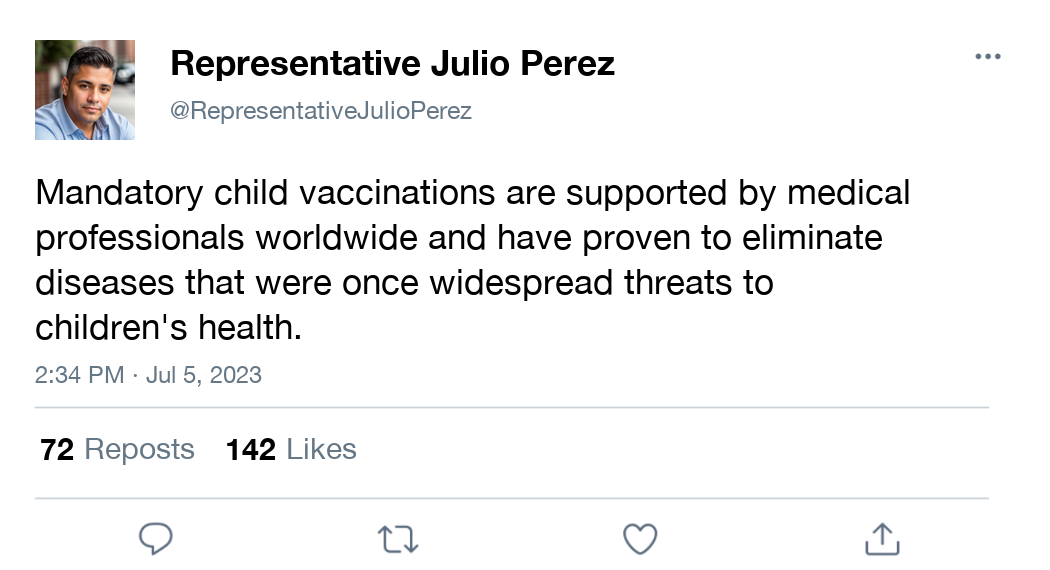 Representative Julio Perez
@RepresentativeJulioPerez
Mandatory child vaccinations are supported by medical
professionals worldwide and have proven to eliminate
diseases that were once widespread threats to
children's health.
2:34 PM · Jul 5, 2023
72 Reposts 142 Likes